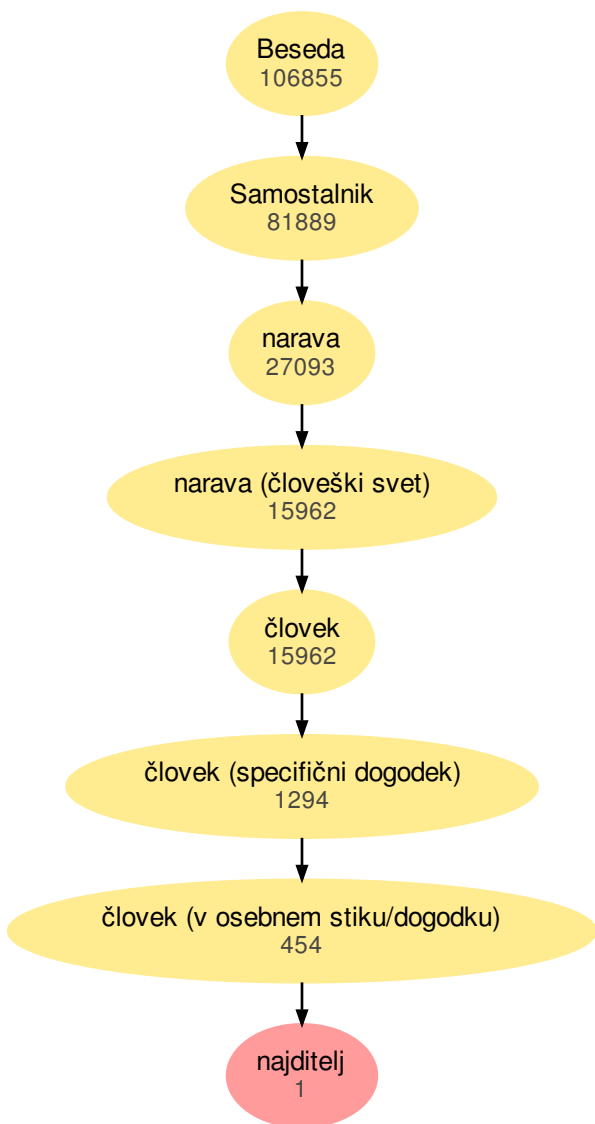 Beseda
106855
Samostalnik
81889
narava
27093
narava (človeški svet)
15962
človek
15962
človek (specifični dogodek)
1294
človek (v osebnem stiku/dogodku)
454
najditelj
1